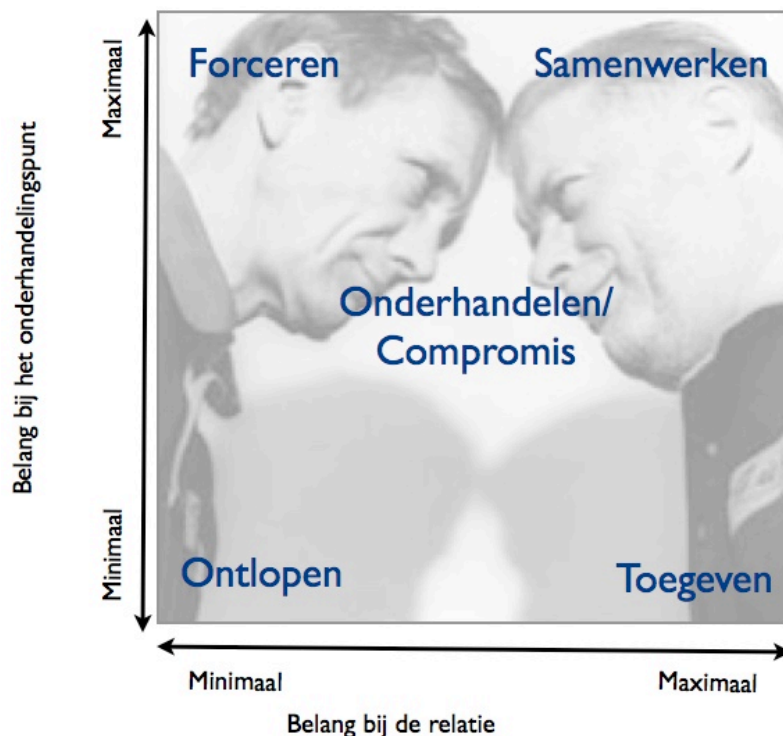 Forceren
Samenwerken
Maximaal
Belang bij het onderhandelingspunt
Onderhandelen/
Compromis
Minimaal
Ontlopen
Toegeven
Minimaal
Maximaal
Belang bij de relatie